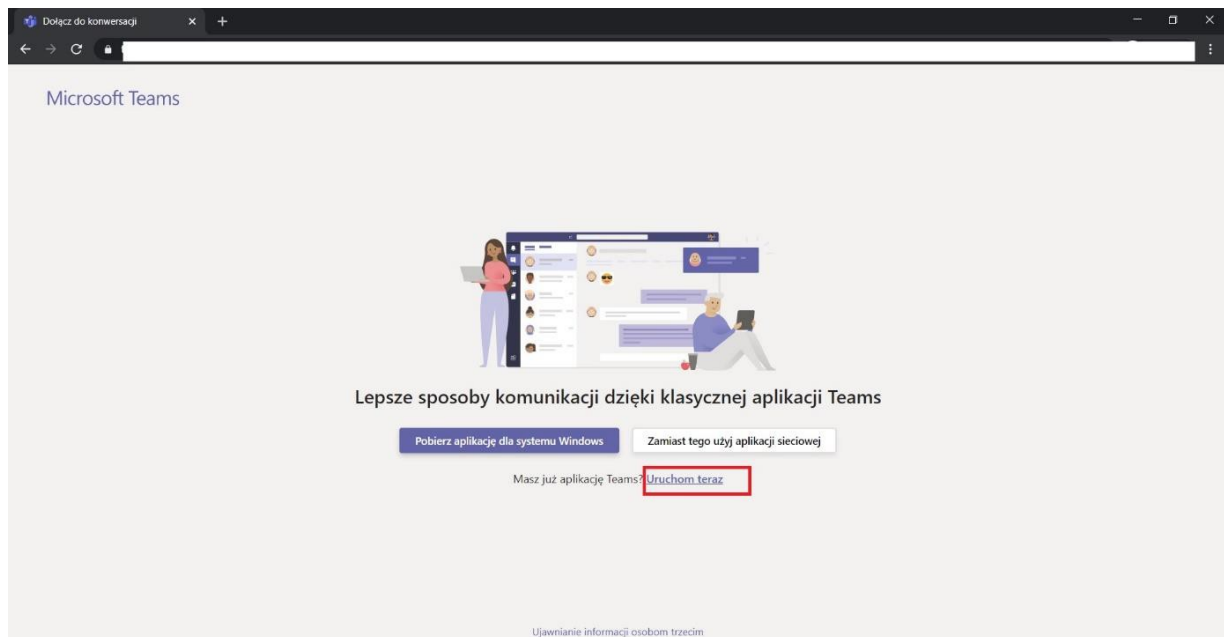 Dołącz do konwersacji
Microsoft Teams
Lepsze sposoby komunikacji dzięki klasycznej aplikacji Teams
Pobierz aplikację dla systemu Windows
Zamiast tego użyj aplikacji sieciowej
Masz już aplikację Teams? Uruchom teraz
Ujawnianie informacji osobom trzecim